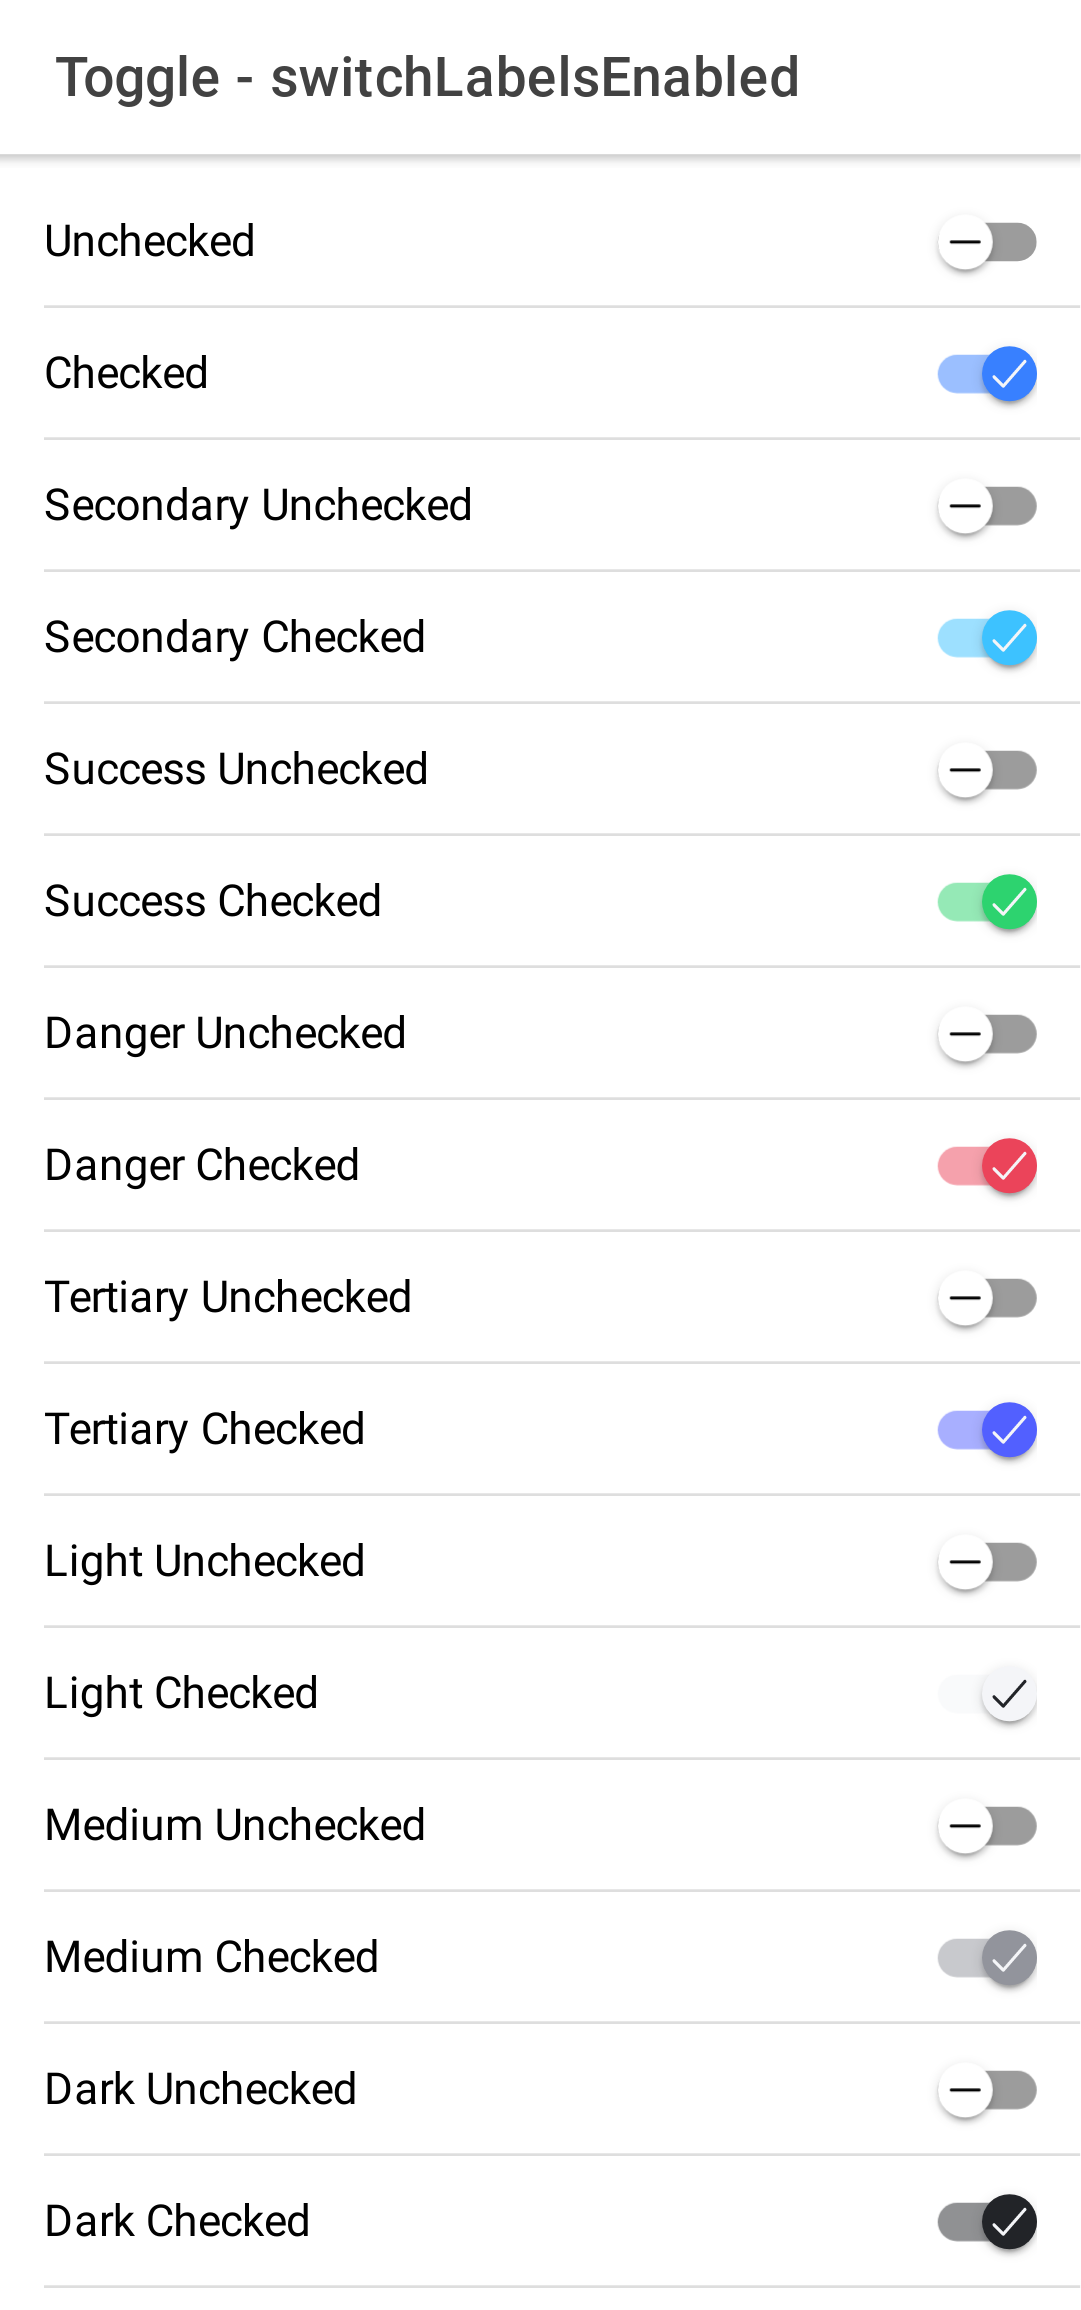 Toggle - switchLabelsEnabled
Unchecked
Checked
Secondary Unchecked
Secondary Checked
Success Unchecked
Success Checked
Danger Unchecked
Danger Checked
Tertiary Unchecked
Tertiary Checked
Light Unchecked
Light Checked
Medium Unchecked
Medium Checked
Dark Unchecked
Dark Checked